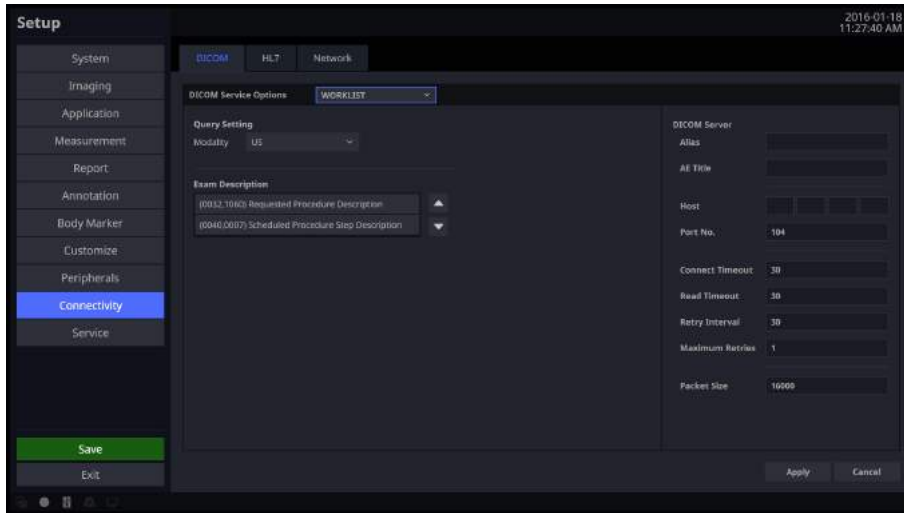 Setup
2016-01-18
11:27:40 AM
System
Imaging
Application
Measurement
Report
Annotation
Body Marker
Customize
Peripherals
Connectivity
Service
Save
Exit
DICOM HL7 Network
DICOM Service Options WORKLIST
Query Setting
Modality US
Exam Description
(0032,1060) Requested Procedure Description
(0040,0007) Scheduled Procedure Step Description
DICOM Server
Alias
AE Title
Host
Port No. 104
Connect Timeout 30
Read Timeout 30
Retry Interval 30
Maximum Retries 1
Packet Size 16000
Apply Cancel